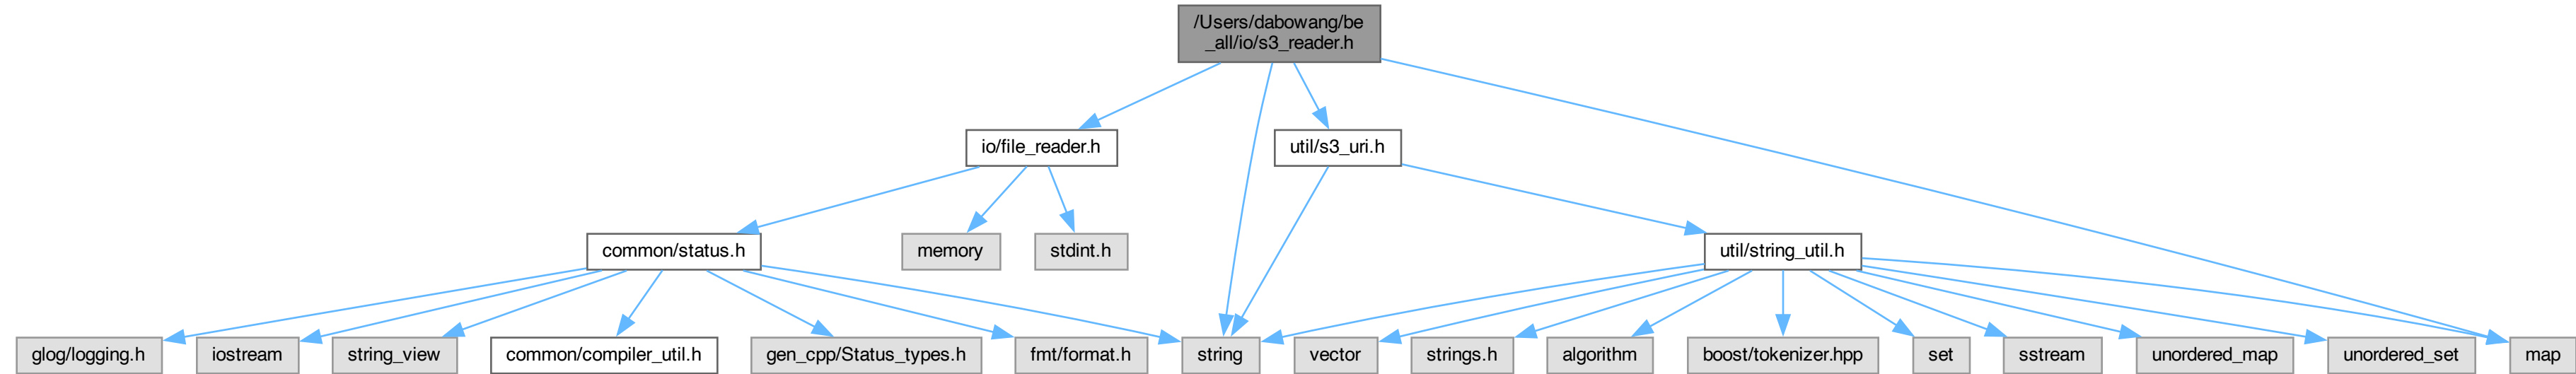 /Users/dabowang/be
_all/io/s3_reader.h
io/file_reader.h
util/s3_uri.h
common/status.h
memory
stdint.h
util/string_util.h
glog/logging.h
iostream
string_view
common/compiler_util.h
gen_cpp/Status_types.h
fmt/format.h
string
vector
strings.h
algorithm
boost/tokenizer.hpp
set
sstream
unordered_map
unordered_set
map